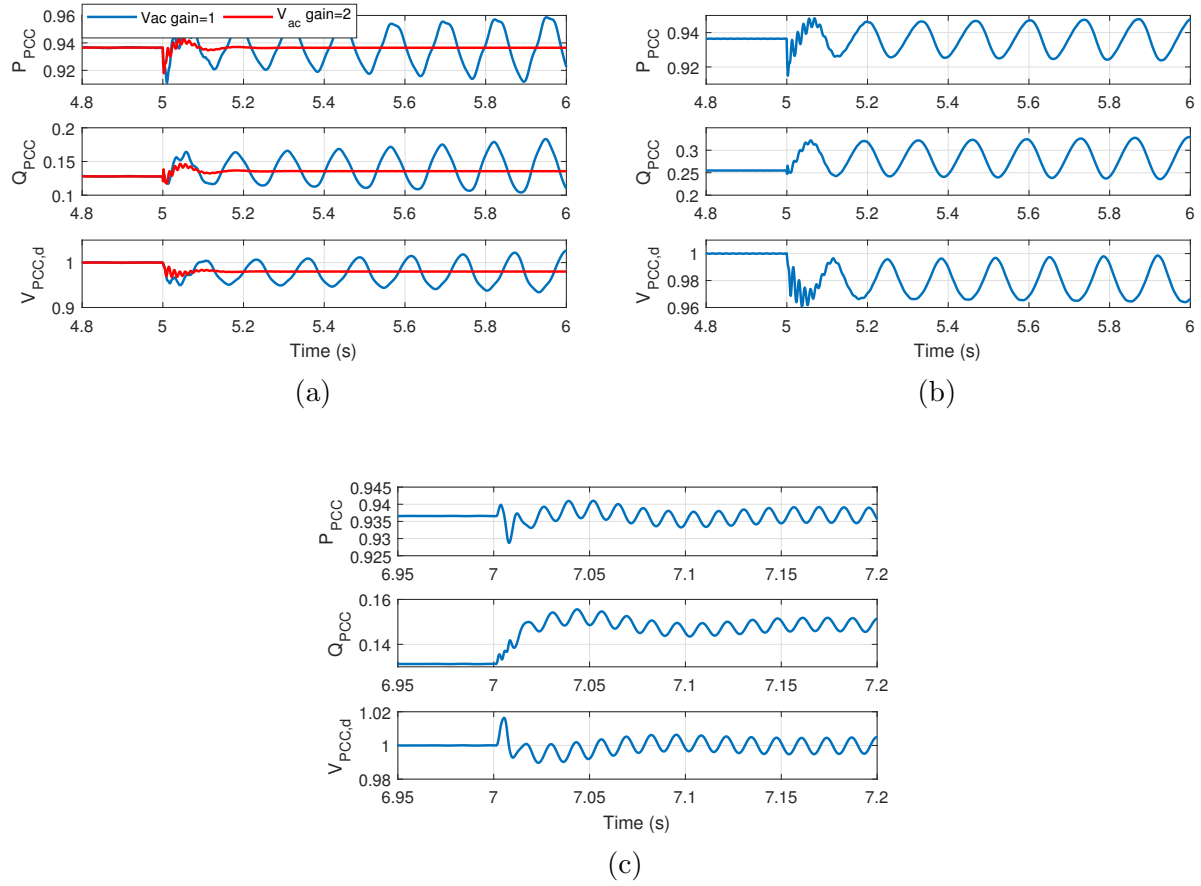 Vac gain=1 V_ac gain=2
0.96
0.94
0.92
P_PCC
4.8 5 5.2 5.4 5.6 5.8 6
0.2
0.15
0.1
Q_PCC
4.8 5 5.2 5.4 5.6 5.8 6
1
0.9
V_PCC,d
4.8 5 5.2 5.4 5.6 5.8 6
Time (s)
(a)
0.94
0.92
P_PCC
4.8 5 5.2 5.4 5.6 5.8 6
0.3
0.25
0.2
Q_PCC
4.8 5 5.2 5.4 5.6 5.8 6
1
0.98
0.96
V_PCC,d
4.8 5 5.2 5.4 5.6 5.8 6
Time (s)
(b)
0.945
0.94
0.935
0.93
0.925
P_PCC
6.95 7 7.05 7.1 7.15 7.2
0.16
0.14
Q_PCC
6.95 7 7.05 7.1 7.15 7.2
1.02
1
0.98
V_PCC,d
6.95 7 7.05 7.1 7.15 7.2
Time (s)
(c)